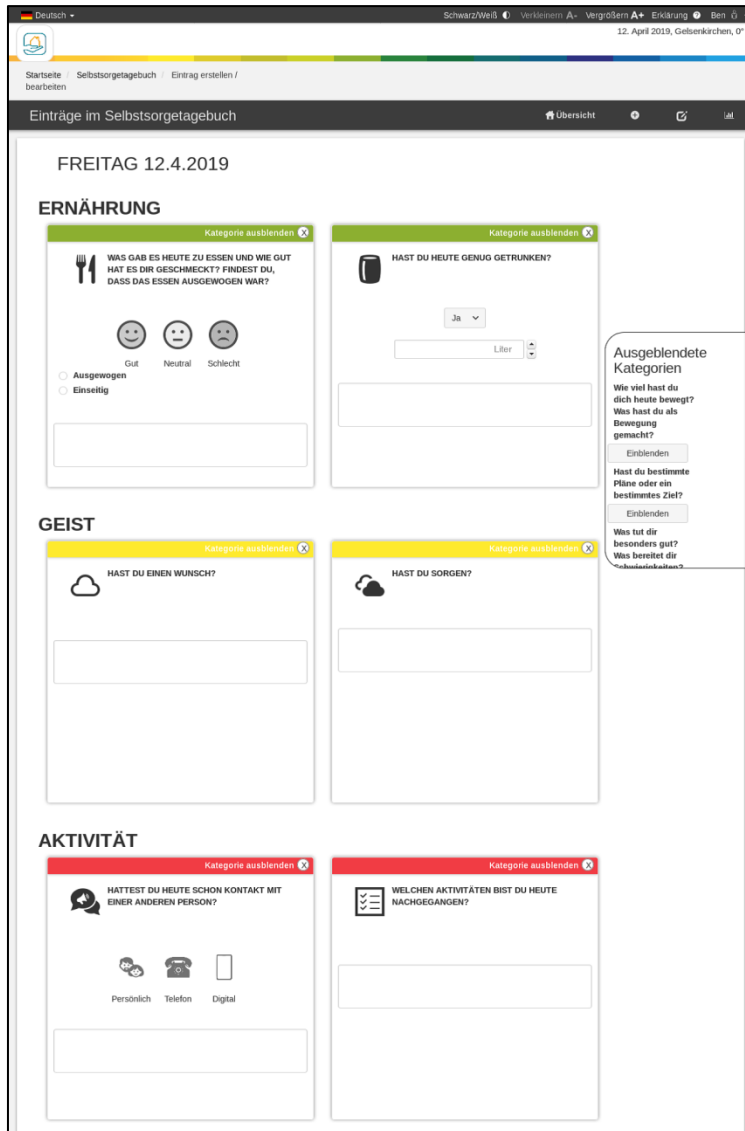 Deutsch
Schwarz/Weiß Verkleinern A- Vergrößern A+ Erklärung Ben
12. April 2019, Gelsenkirchen, 0°
Startseite / Selbstsorgetagebuch / Eintrag erstellen /
bearbeiten
Einträge im Selbstsorgetagebuch
Übersicht
FREITAG 12.4.2019
ERNÄHRUNG
Kategorie ausblenden X
WAS GAB ES HEUTE ZU ESSEN UND WIE GUT
HAT ES DIR GESCHMECKT? FINDEST DU,
DASS DAS ESSEN AUSGEWOGEN WAR?
Gut Neutral Schlecht
Ausgewogen
Einseitig
Kategorie ausblenden X
HAST DU HEUTE GENUG GETRUNKEN?
Ja
Liter
GEIST
Kategorie ausblenden X
HAST DU EINEN WUNSCH?
Kategorie ausblenden X
HAST DU SORGEN?
AKTIVITÄT
Kategorie ausblenden X
HATTEST DU HEUTE SCHON KONTAKT MIT
EINER ANDEREN PERSON?
Persönlich Telefon Digital
Kategorie ausblenden X
WELCHEN AKTIVITÄTEN BIST DU HEUTE
NACHGEGANGEN?
Ausgeblendete
Kategorien
Wie viel hast du
dich heute bewegt?
Was hast du als
Bewegung
gemacht?
Einblenden
Hast du bestimmte
Pläne oder ein
bestimmtes Ziel?
Einblenden
Was tut dir
besonders gut?
Was bereitet dir
Schwierigkeiten?